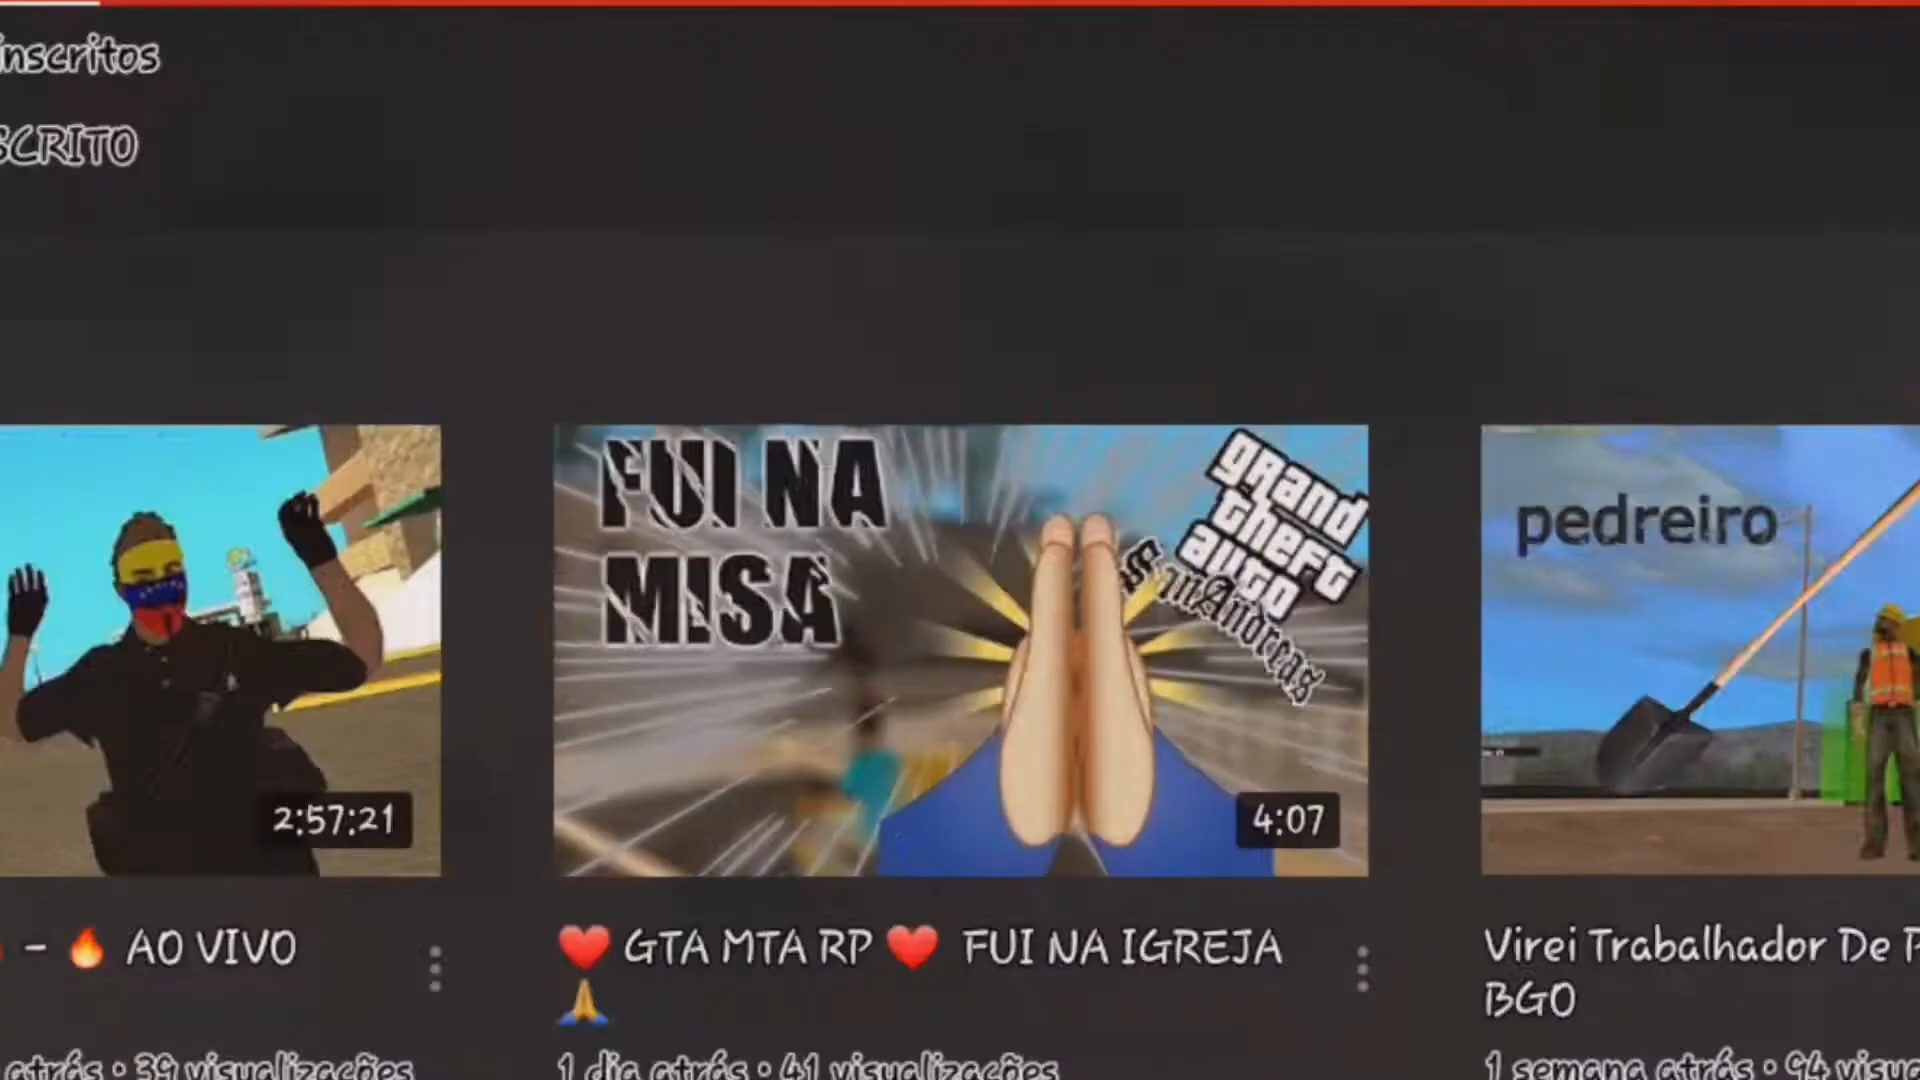 inscritos
SCRITO
FUI NA
MISA
grand
theft
auto
San Andreas
pedreiro
2:57:21
4:07
- 🔥 AO VIVO
❤️ GTA MTA RP ❤️ FUI NA IGREJA
🙏
Virei Trabalhador De P
BGO
atrás • 39 visualizações
1 dia atrás • 41 visualizações
1 semana atrás • 94 visua